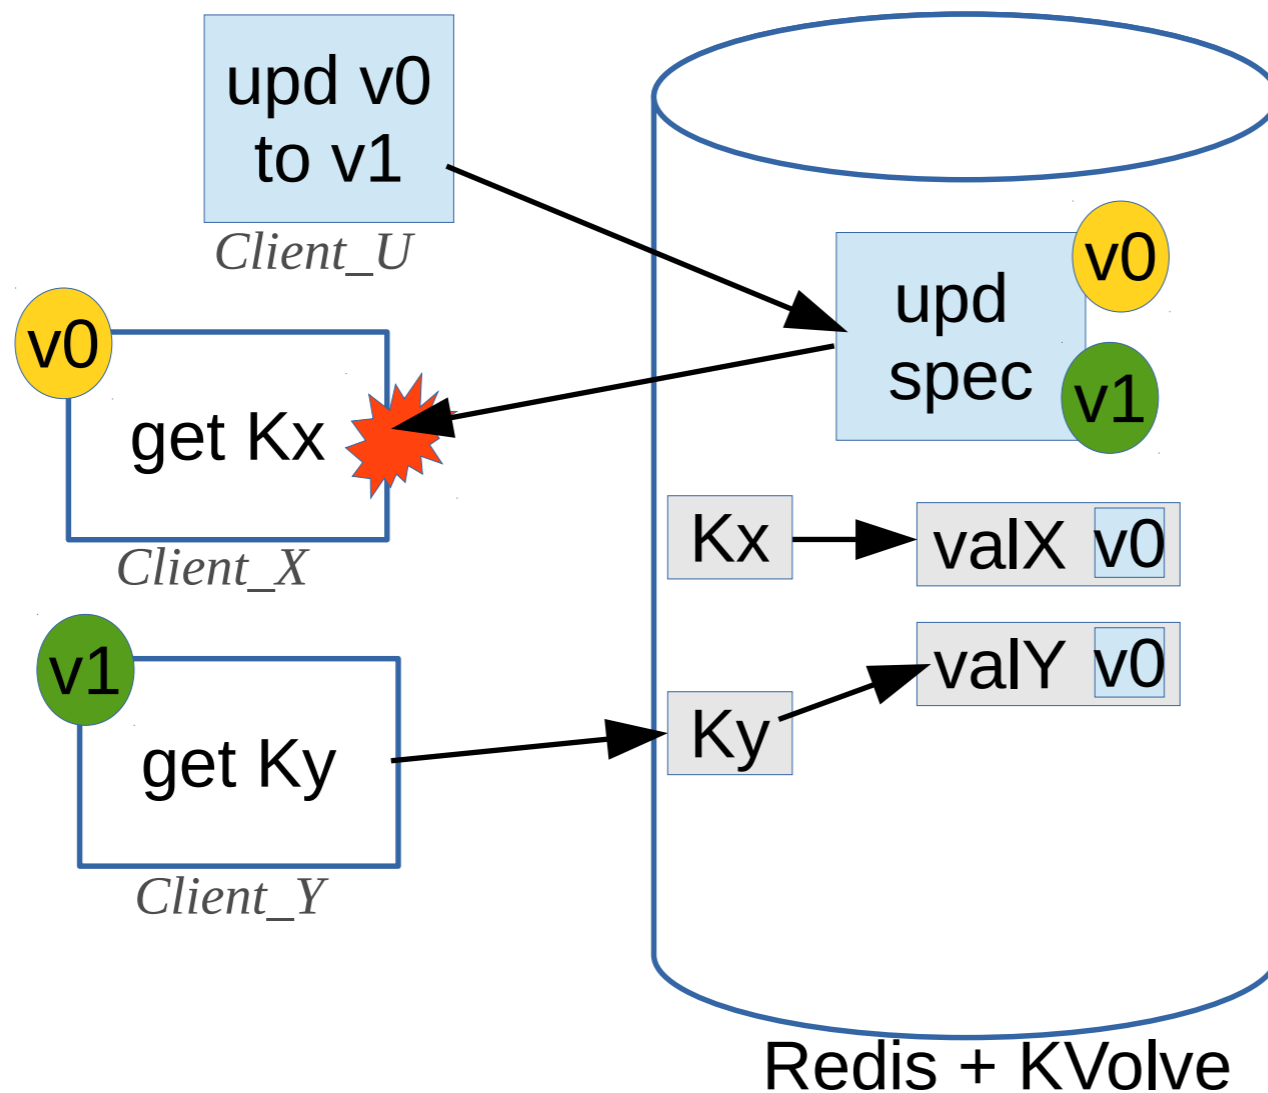 upd v0
to v1
Client_U
v0
get Kx
Client_X
v1
get Ky
Client_Y
v0
upd
spec
v1
Kx
valX v0
valY v0
Ky
Redis + KVolve